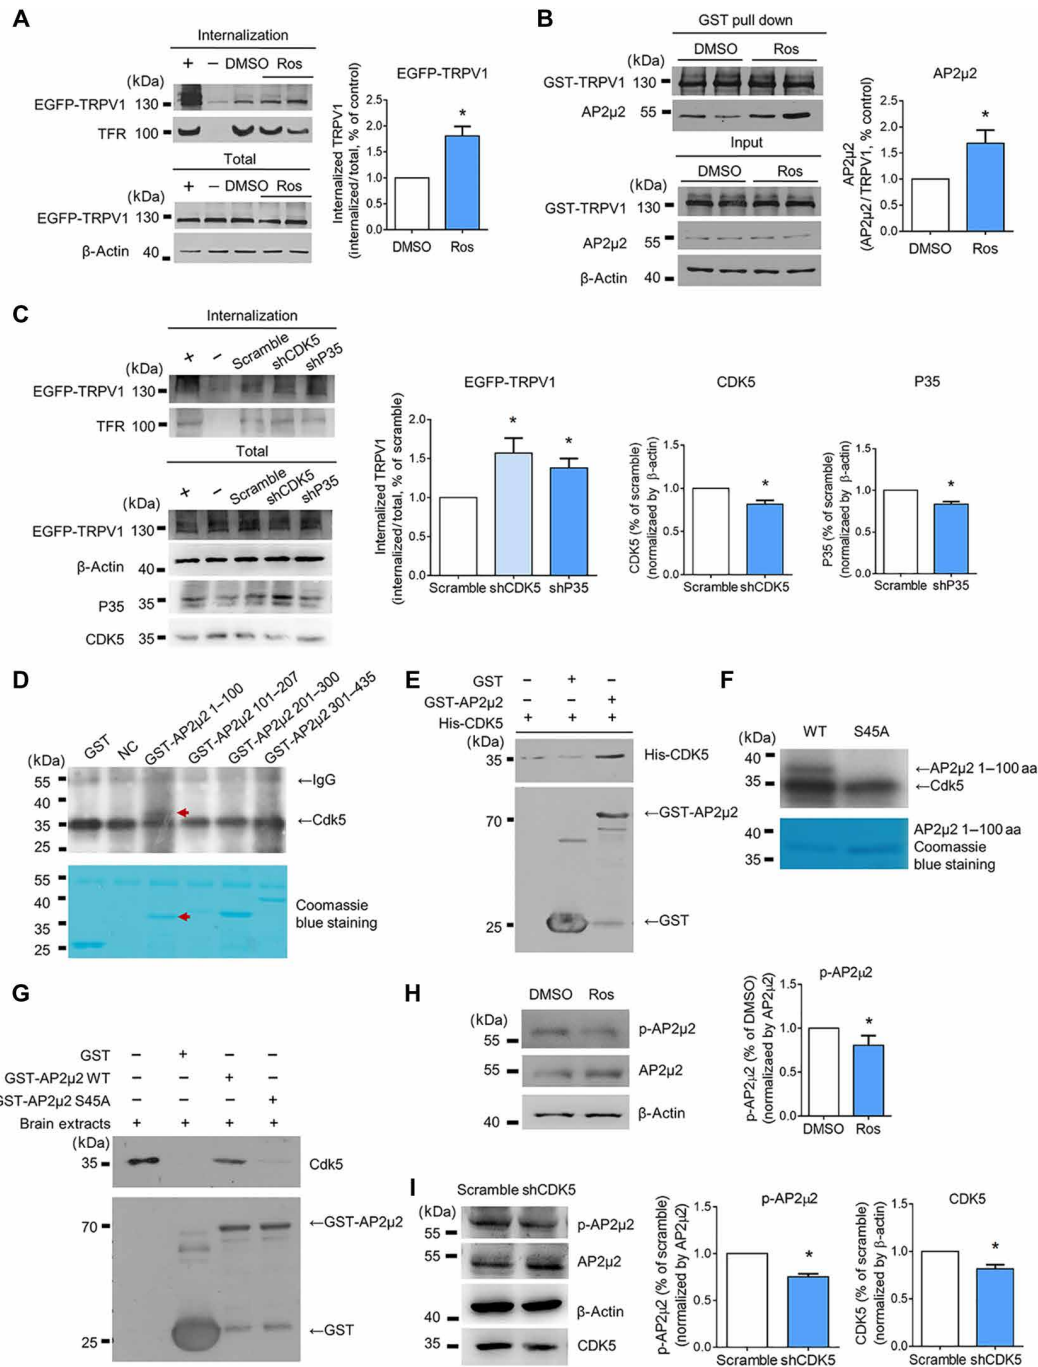 A
Internalization
(kDa) + − DMSO Ros
EGFP-TRPV1 130
TFR 100
Total
(kDa) + − DMSO Ros
EGFP-TRPV1 130
β-Actin 40
EGFP-TRPV1
Internalized TRPV1
(internalized/total, % of control)
2.5
2.0
1.5
1.0
0.5
0.0
*
DMSO Ros
B
GST pull down
(kDa) DMSO Ros
GST-TRPV1 130
AP2μ2 55
Input
(kDa) DMSO Ros
GST-TRPV1 130
AP2μ2 55
β-Actin 40
AP2μ2
AP2μ2
(AP2μ2/TRPV1, % control)
2.5
2.0
1.5
1.0
0.5
0.0
*
DMSO Ros
C
Internalization
(kDa) + − Scramble shCDK5 shP35
EGFP-TRPV1 130
TFR 100
Total
(kDa) + − Scramble shCDK5 shP35
EGFP-TRPV1 130
β-Actin 40
P35 35
CDK5 35
EGFP-TRPV1
Internalized TRPV1
(internalized/total, % of scramble)
2.0
1.5
1.0
0.5
0.0
* *
Scramble shCDK5 shP35
CDK5
CDK5 (% of scramble)
(normalizaed by β-actin)
1.5
1.0
0.5
0.0
*
Scramble shCDK5
P35
P35 (% of scramble)
(normalizaed by β-actin)
1.5
1.0
0.5
0.0
*
Scramble shP35
D
GST NC GST-AP2μ2 1–100 GST-AP2μ2 101–207 GST-AP2μ2 201–300 GST-AP2μ2 301–435
(kDa)
55 ←IgG
40
35 ←Cdk5
25
55
40
35
25
Coomassie
blue staining
E
GST − + −
GST-AP2μ2 − − +
His-CDK5 + + +
(kDa)
35 His-CDK5
70 ←GST-AP2μ2
25 ←GST
F
WT S45A
(kDa)
40 ←AP2μ2 1–100 aa
35 ←Cdk5
40 AP2μ2 1–100 aa
Coomassie
35 blue staining
G
GST − + − −
GST-AP2μ2 WT − − + −
GST-AP2μ2 S45A − − − +
Brain extracts + + + +
(kDa)
35 Cdk5
70 ←GST-AP2μ2
25 ←GST
H
DMSO Ros
(kDa)
55 p-AP2μ2
55 AP2μ2
40 β-Actin
p-AP2μ2
p-AP2μ2 (% of DMSO)
(normalizaed by AP2μ2)
1.5
1.0
0.5
0.0
*
DMSO Ros
I
Scramble shCDK5
(kDa)
55 p-AP2μ2
55 AP2μ2
40 β-Actin
35 CDK5
p-AP2μ2
p-AP2μ2 (% of scramble)
(normalized by AP2μ2)
1.5
1.0
0.5
0.0
*
Scramble shCDK5
CDK5
CDK5 (% of scramble)
(normalized by β-actin)
1.5
1.0
0.5
0.0
*
Scramble shCDK5